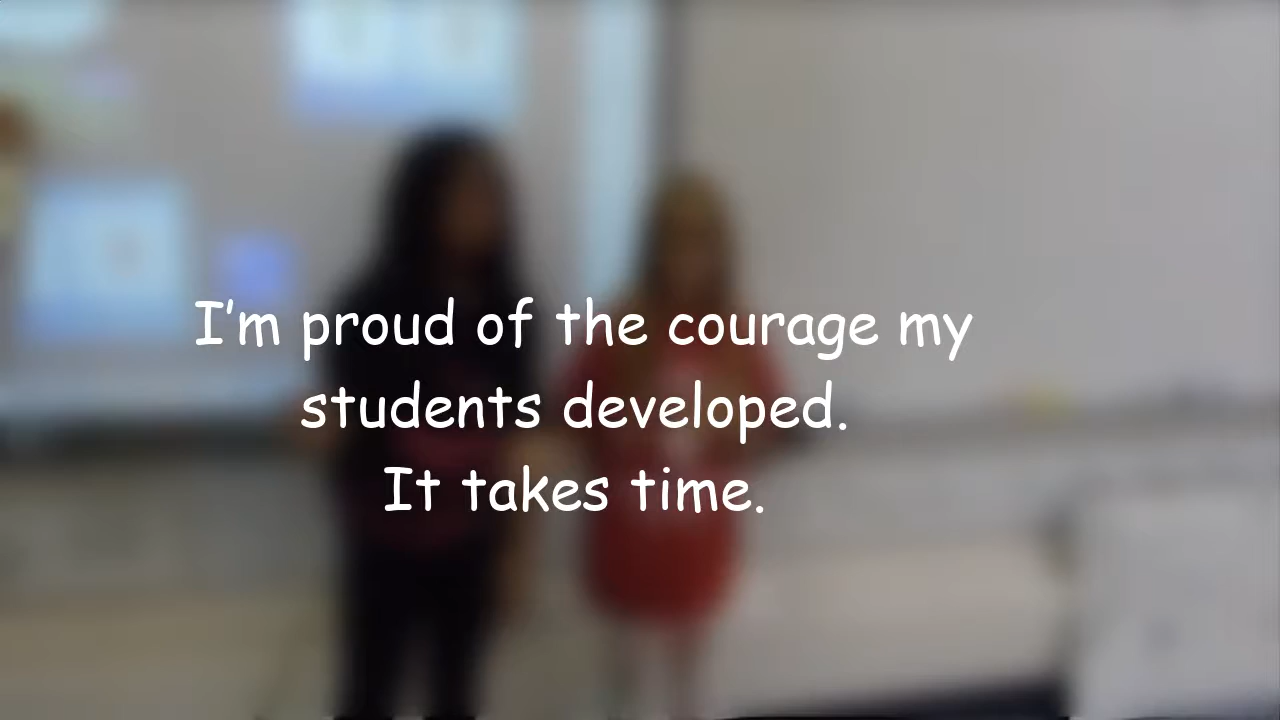 I'm proud of the courage my
students developed.
It takes time.